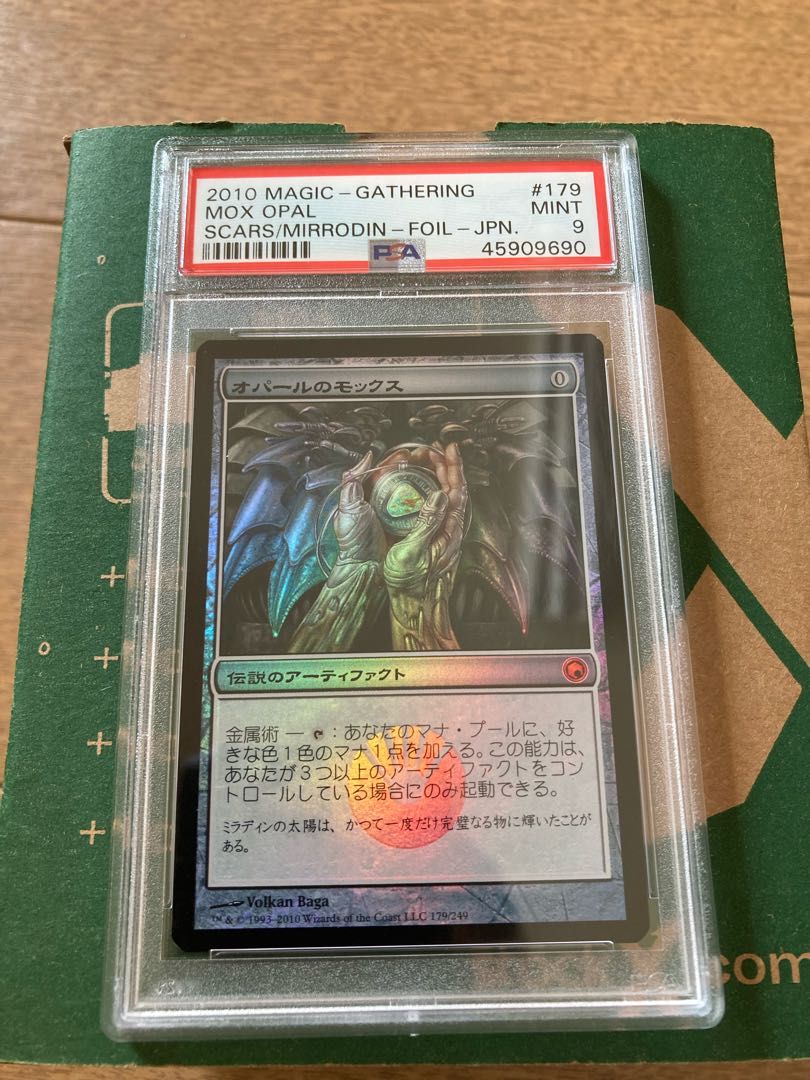 2010 MAGIC - GATHERING #179
MOX OPAL MINT
SCARS/MIRRODIN - FOIL - JPN. 9
PSA 45909690
オパールのモックス 0
伝説のアーティファクト
金属術 ― : あなたのマナ・プールに、好
きな色1色のマナ1点を加える。この能力は、
あなたが3つ以上のアーティファクトをコン
トロールしている場合にのみ起動できる。
ミラディンの太陽は、かつて一度だけ完璧なる物に輝いたことが
ある。
Volkan Baga
™ & © 1993-2010 Wizards of the Coast LLC 179/249
.com